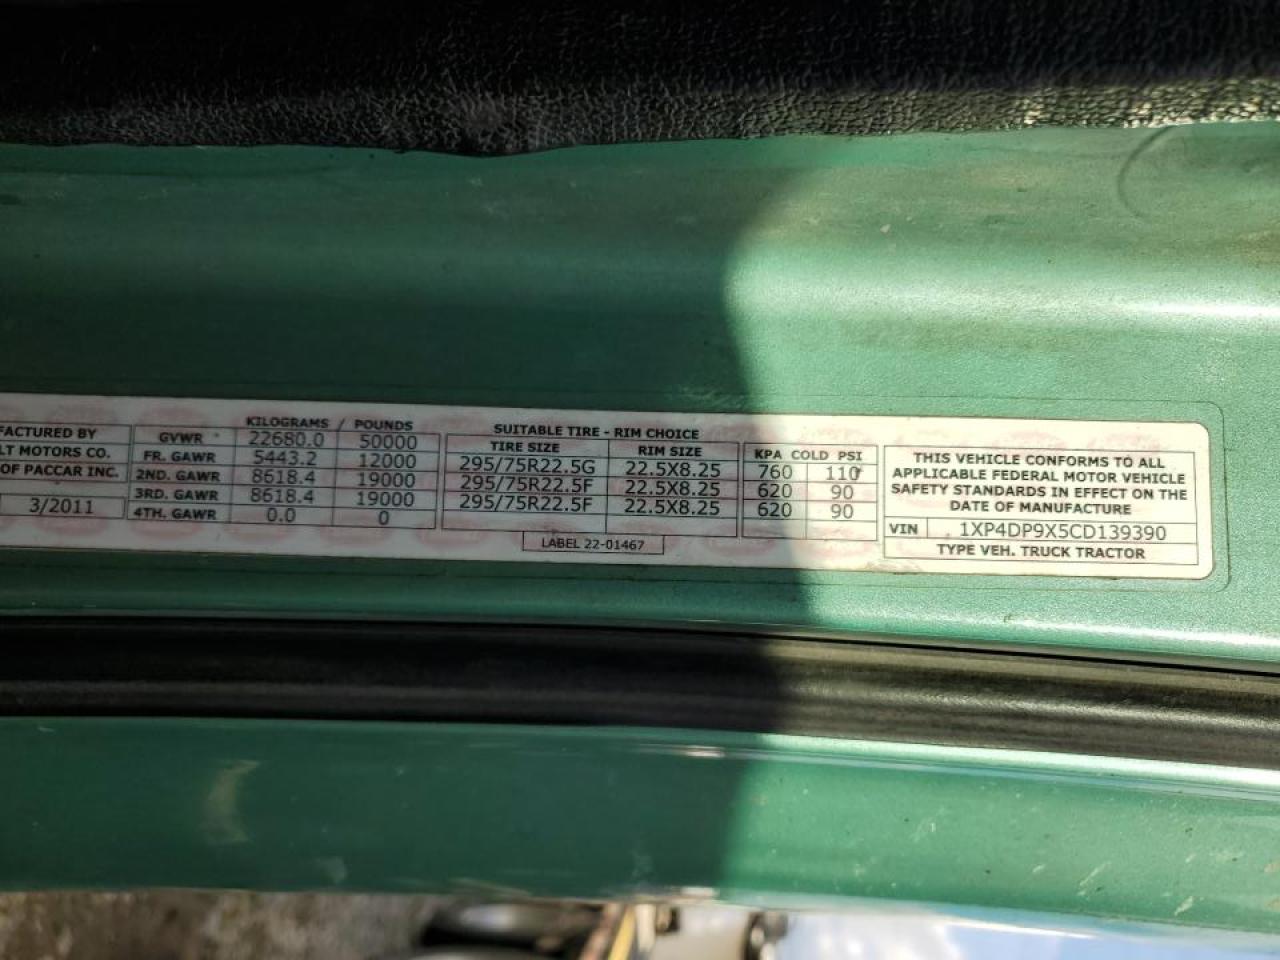 FACTURED BY
LT MOTORS CO.
OF PACCAR INC.
3/2011
KILOGRAMS / POUNDS
GVWR 22680.0 50000
FR. GAWR 5443.2 12000
2ND. GAWR 8618.4 19000
3RD. GAWR 8618.4 19000
4TH. GAWR 0.0 0
SUITABLE TIRE - RIM CHOICE
TIRE SIZE RIM SIZE KPA COLD PSI
295/75R22.5G 22.5X8.25 760 110
295/75R22.5F 22.5X8.25 620 90
295/75R22.5F 22.5X8.25 620 90
LABEL 22-01467
THIS VEHICLE CONFORMS TO ALL
APPLICABLE FEDERAL MOTOR VEHICLE
SAFETY STANDARDS IN EFFECT ON THE
DATE OF MANUFACTURE
VIN 1XP4DP9X5CD139390
TYPE VEH. TRUCK TRACTOR